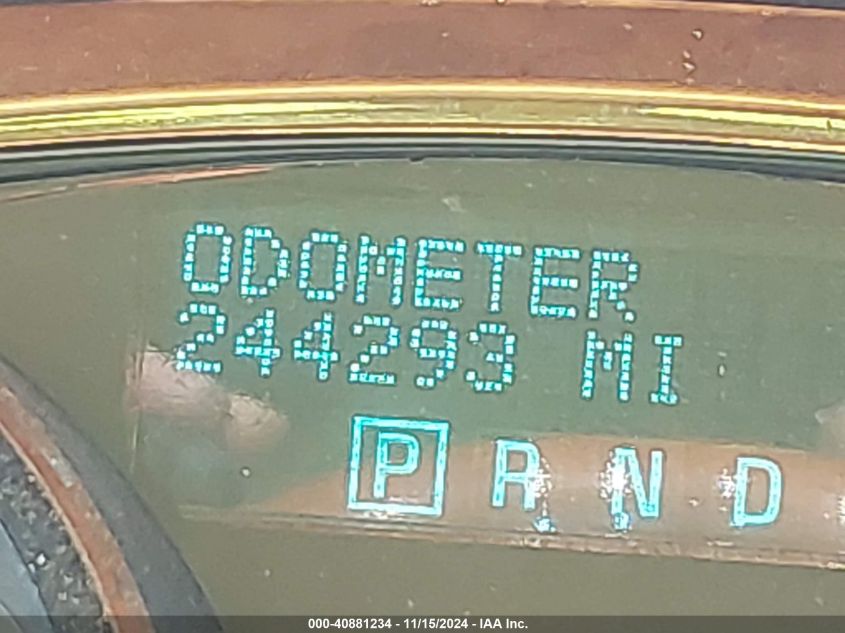 ODOMETER
244293 MI
P R N D
000-40881234 - 11/15/2024 - IAA Inc.